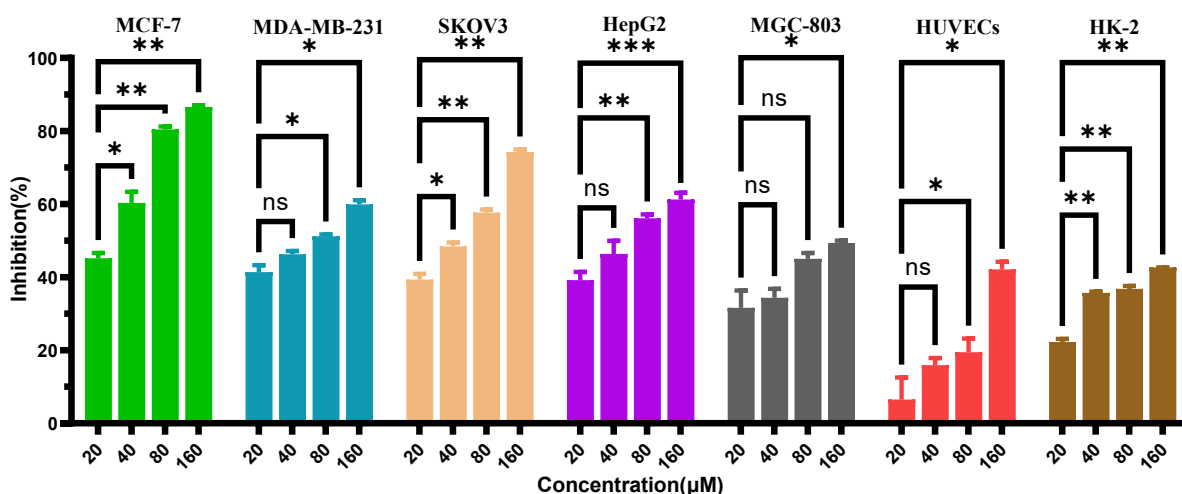 MCF-7 MDA-MB-231 SKOV3 HepG2 MGC-803 HUVECs HK-2
** * ** *** * * **
100
** ns
** * ** ** * **
80
* ns ns * ns ns ns **
60
40
20
0
Inhibition(%)
20 40 80 160 20 40 80 160 20 40 80 160 20 40 80 160 20 40 80 160 20 40 80 160 20 40 80 160
Concentration(μM)